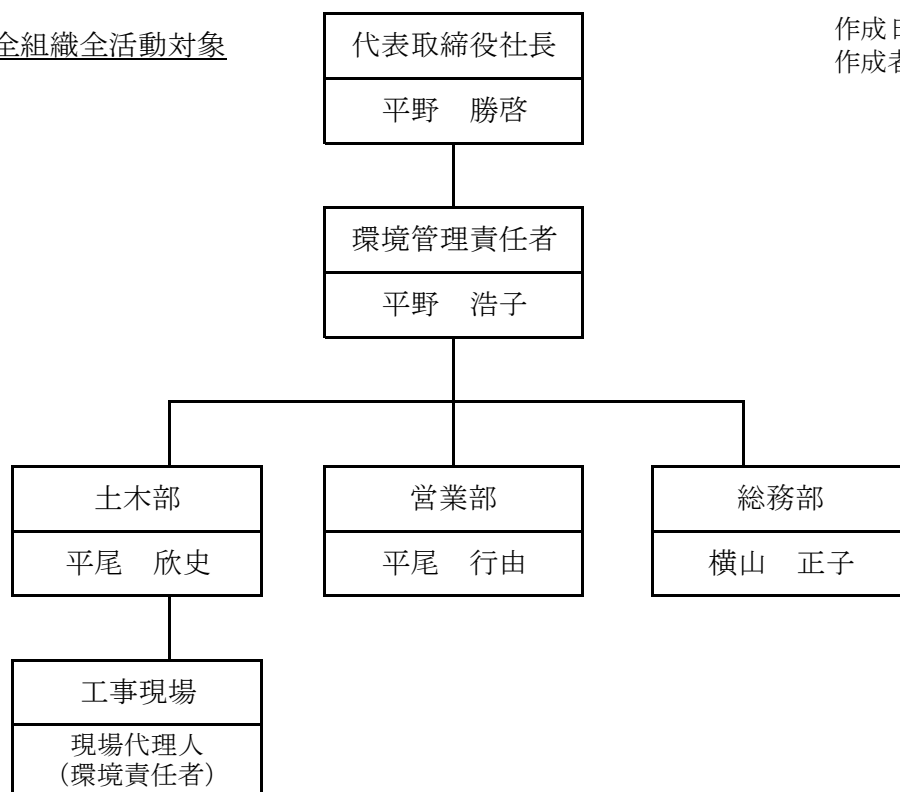 全組織全活動対象
作成日
作成者
代表取締役社長
平野　勝啓
環境管理責任者
平野　浩子
土木部
平尾　欣史
営業部
平尾　行由
総務部
横山　正子
工事現場
現場代理人
（環境責任者）